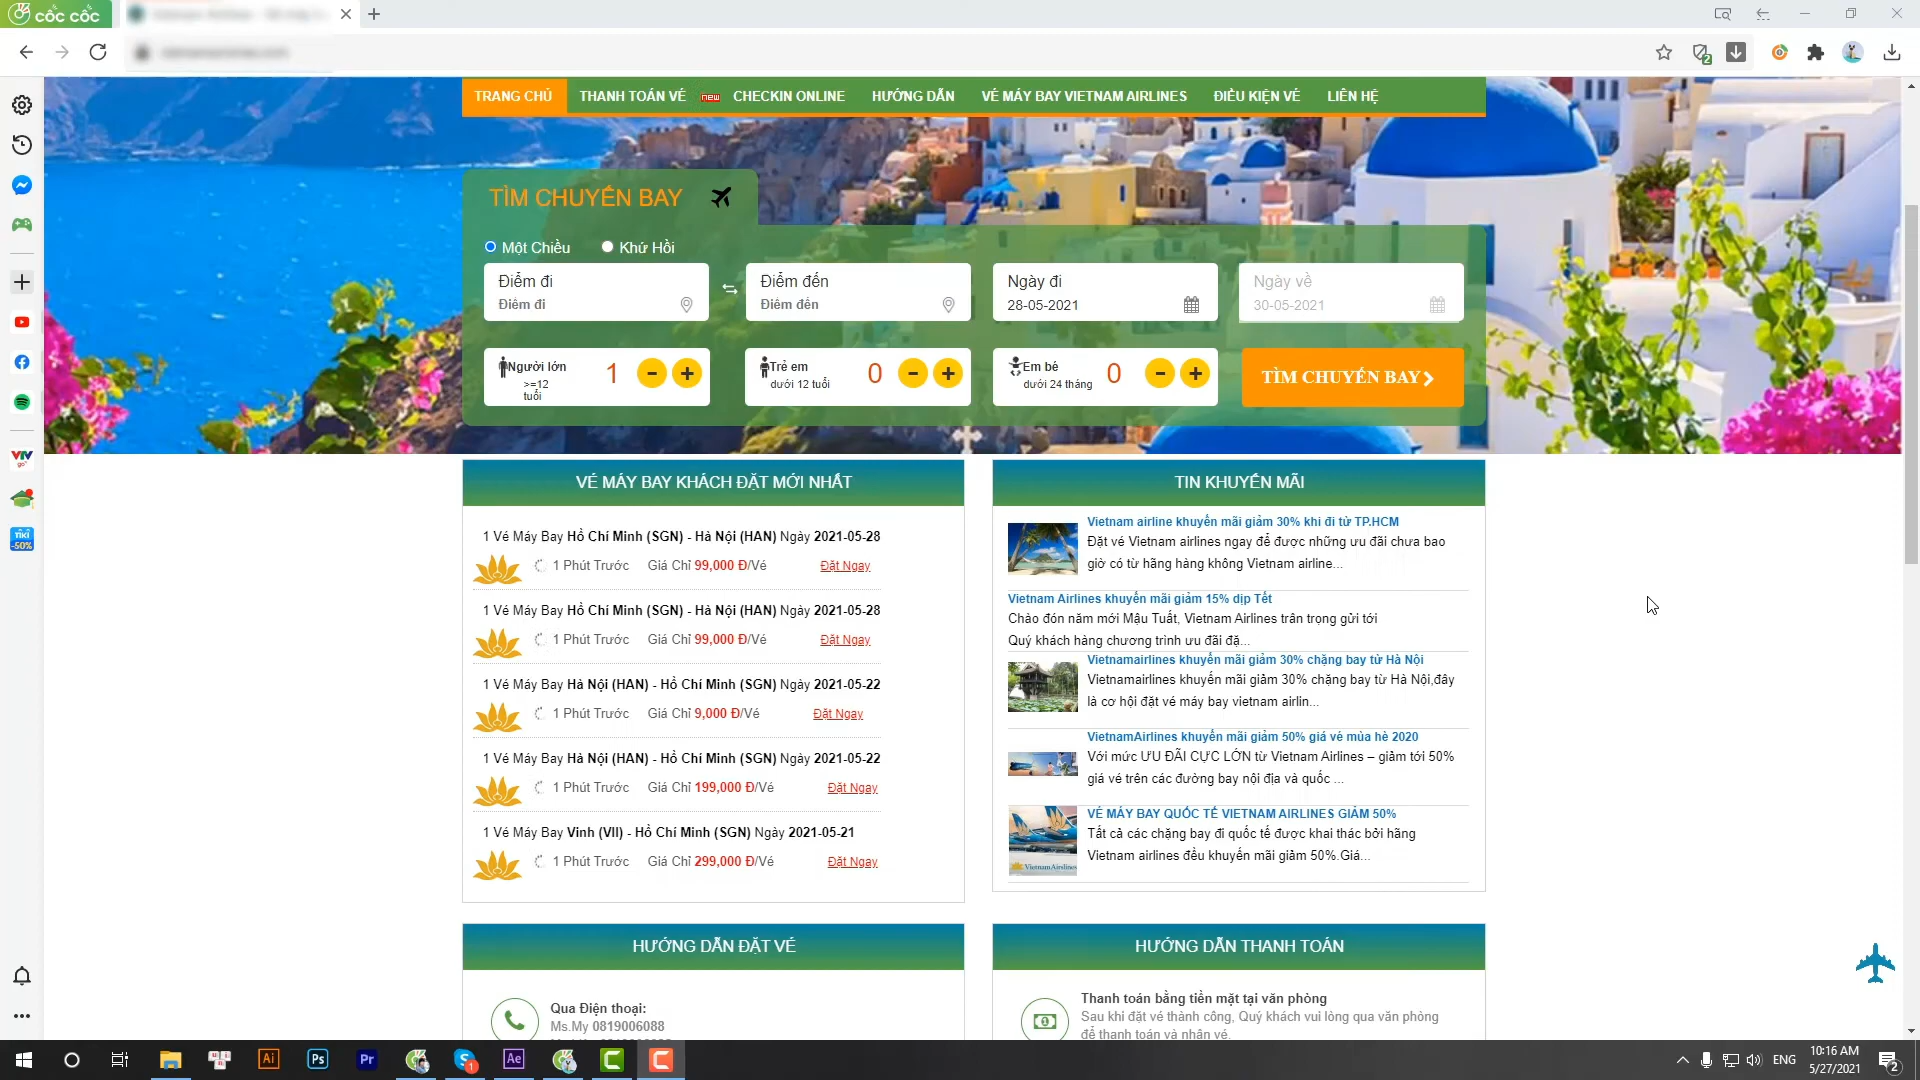 cốc cốc
TRANG CHỦ THANH TOÁN VÉ new CHECKIN ONLINE HƯỚNG DẪN VÉ MÁY BAY VIETNAM AIRLINES ĐIỀU KIỆN VÉ LIÊN HỆ
TÌM CHUYẾN BAY
Một Chiều Khứ Hồi
Điểm đi Điểm đến Ngày đi Ngày về
Điểm đi Điểm đến 28-05-2021 30-05-2021
Người lớn 1 - + Trẻ em 0 - + Em bé 0 - +
>=12 dưới 12 tuổi dưới 24 tháng
tuổi
TÌM CHUYẾN BAY
VÉ MÁY BAY KHÁCH ĐẶT MỚI NHẤT
1 Vé Máy Bay Hồ Chí Minh (SGN) - Hà Nội (HAN) Ngày 2021-05-28
1 Phút Trước Giá Chỉ 99,000 Đ/Vé Đặt Ngay
1 Vé Máy Bay Hồ Chí Minh (SGN) - Hà Nội (HAN) Ngày 2021-05-28
1 Phút Trước Giá Chỉ 99,000 Đ/Vé Đặt Ngay
1 Vé Máy Bay Hà Nội (HAN) - Hồ Chí Minh (SGN) Ngày 2021-05-22
1 Phút Trước Giá Chỉ 9,000 Đ/Vé Đặt Ngay
1 Vé Máy Bay Hà Nội (HAN) - Hồ Chí Minh (SGN) Ngày 2021-05-22
1 Phút Trước Giá Chỉ 199,000 Đ/Vé Đặt Ngay
1 Vé Máy Bay Vinh (VII) - Hồ Chí Minh (SGN) Ngày 2021-05-21
1 Phút Trước Giá Chỉ 299,000 Đ/Vé Đặt Ngay
TIN KHUYẾN MÃI
Vietnam airline khuyến mãi giảm 30% khi đi từ TP.HCM
Đặt vé Vietnam airlines ngay để được những ưu đãi chưa bao
giờ có từ hãng hàng không Vietnam airline...
Vietnam Airlines khuyến mãi giảm 15% dịp Tết
Chào đón năm mới Mậu Tuất, Vietnam Airlines trân trọng gửi tới
Quý khách hàng chương trình ưu đãi đặ...
Vietnamairlines khuyến mãi giảm 30% chặng bay từ Hà Nội
Vietnamairlines khuyến mãi giảm 30% chặng bay từ Hà Nội,đây
là cơ hội đặt vé máy bay vietnam airlin...
VietnamAirlines khuyến mãi giảm 50% giá vé mùa hè 2020
Với mức ƯU ĐÃI CỰC LỚN từ Vietnam Airlines – giảm tới 50%
giá vé trên các đường bay nội địa và quốc ...
VÉ MÁY BAY QUỐC TẾ VIETNAM AIRLINES GIẢM 50%
Tất cả các chặng bay đi quốc tế được khai thác bởi hãng
Vietnam airlines đều khuyến mãi giảm 50%.Giá...
Vietnam Airlines
HƯỚNG DẪN ĐẶT VÉ
Qua Điện thoại:
Ms.My 0819006088
HƯỚNG DẪN THANH TOÁN
Thanh toán bằng tiền mặt tại văn phòng
Sau khi đặt vé thành công, Quý khách vui lòng qua văn phòng
để thanh toán và nhận vé.
2
VTV
go
TIKI
-50%
Ai Ps Pr 1 Ae
ENG
10:16 AM
5/27/2021
2